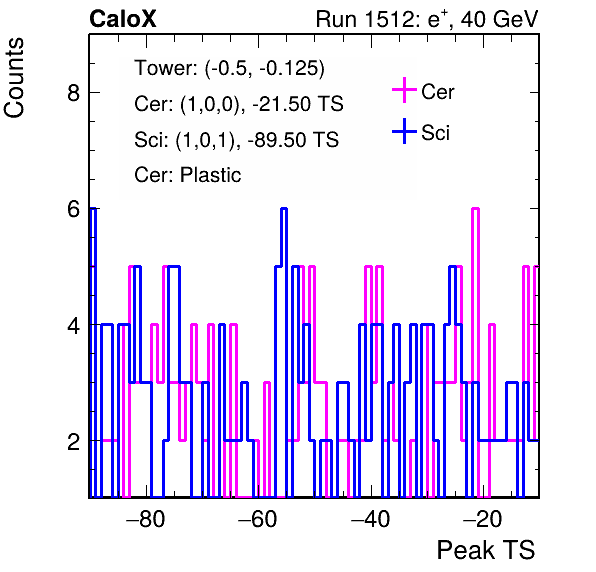 CaloX Run 1512: e⁺, 40 GeV
Counts
Tower: (-0.5, -0.125)
Cer: (1,0,0), -21.50 TS
Sci: (1,0,1), -89.50 TS
Cer: Plastic
Cer
Sci
8
6
4
2
−80 −60 −40 −20
Peak TS